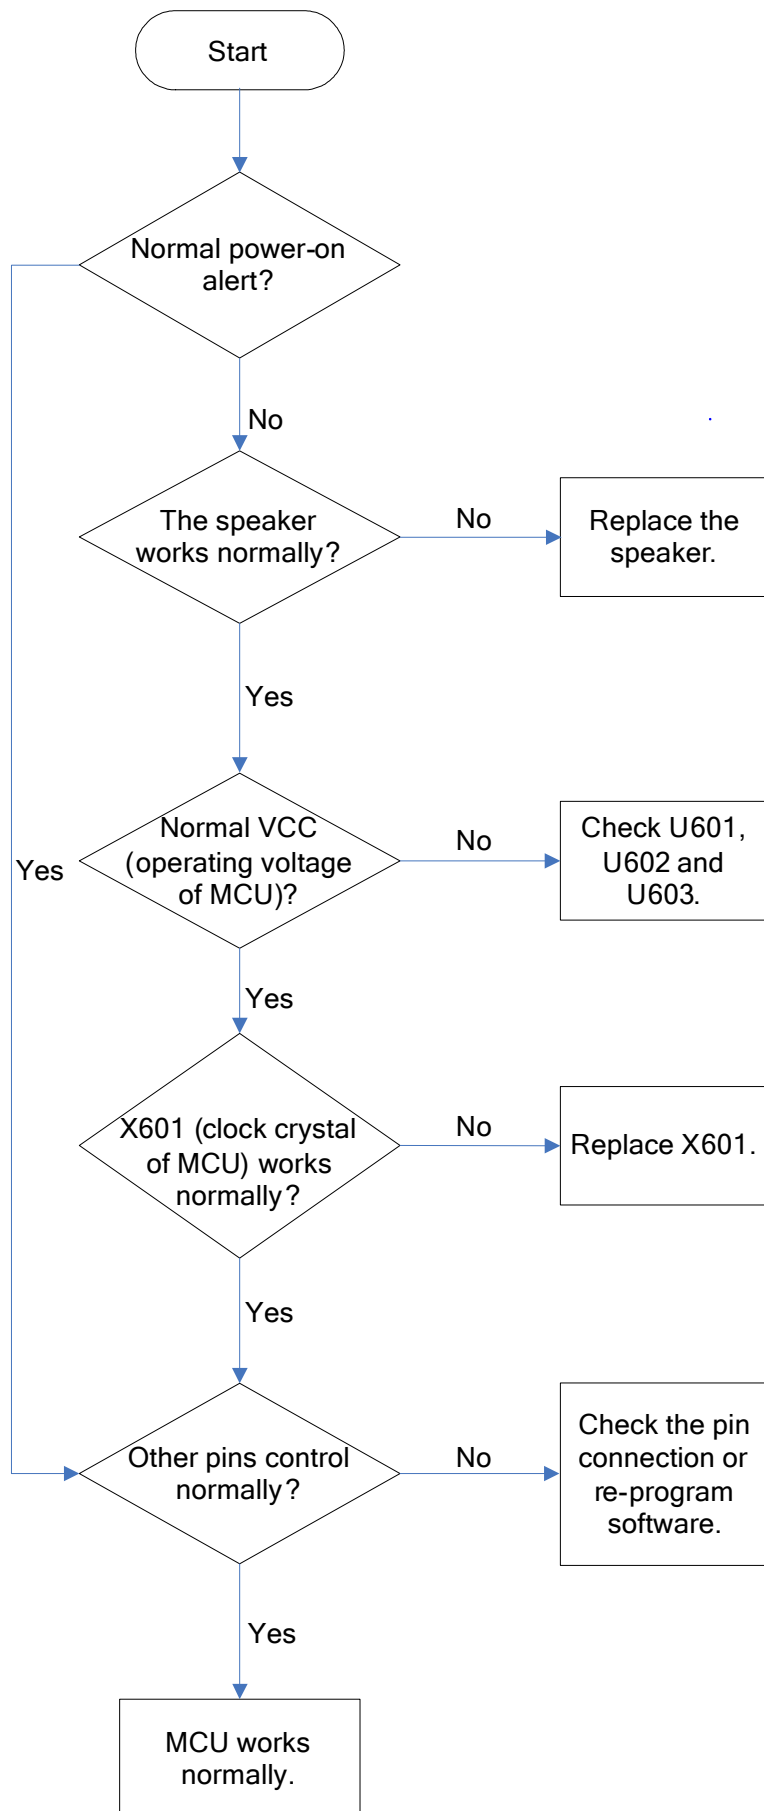 Start
Normal power-on
alert?
No
The speaker
works normally?
No
Replace the
speaker.
Yes
Normal VCC
(operating voltage
of MCU)?
No
Check U601,
U602 and
U603.
Yes
Yes
X601 (clock crystal
of MCU) works
normally?
No
Replace X601.
Yes
Other pins control
normally?
No
Check the pin
connection or
re-program
software.
Yes
MCU works
normally.